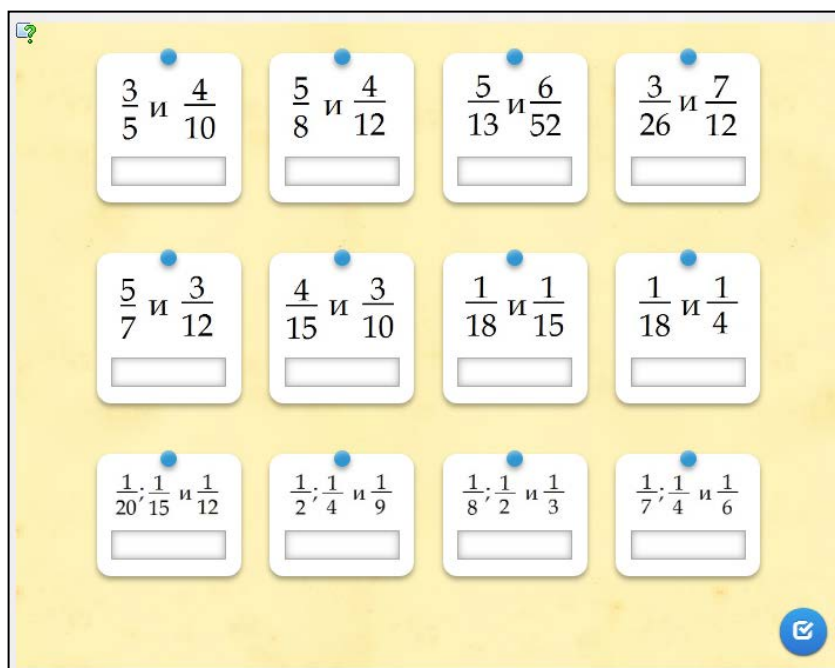 3/5 и 4/10
5/8 и 4/12
5/13 и 6/52
3/26 и 7/12
5/7 и 3/12
4/15 и 3/10
1/18 и 1/15
1/18 и 1/4
1/20; 1/15 и 1/12
1/2; 1/4 и 1/9
1/8; 1/2 и 1/3
1/7; 1/4 и 1/6